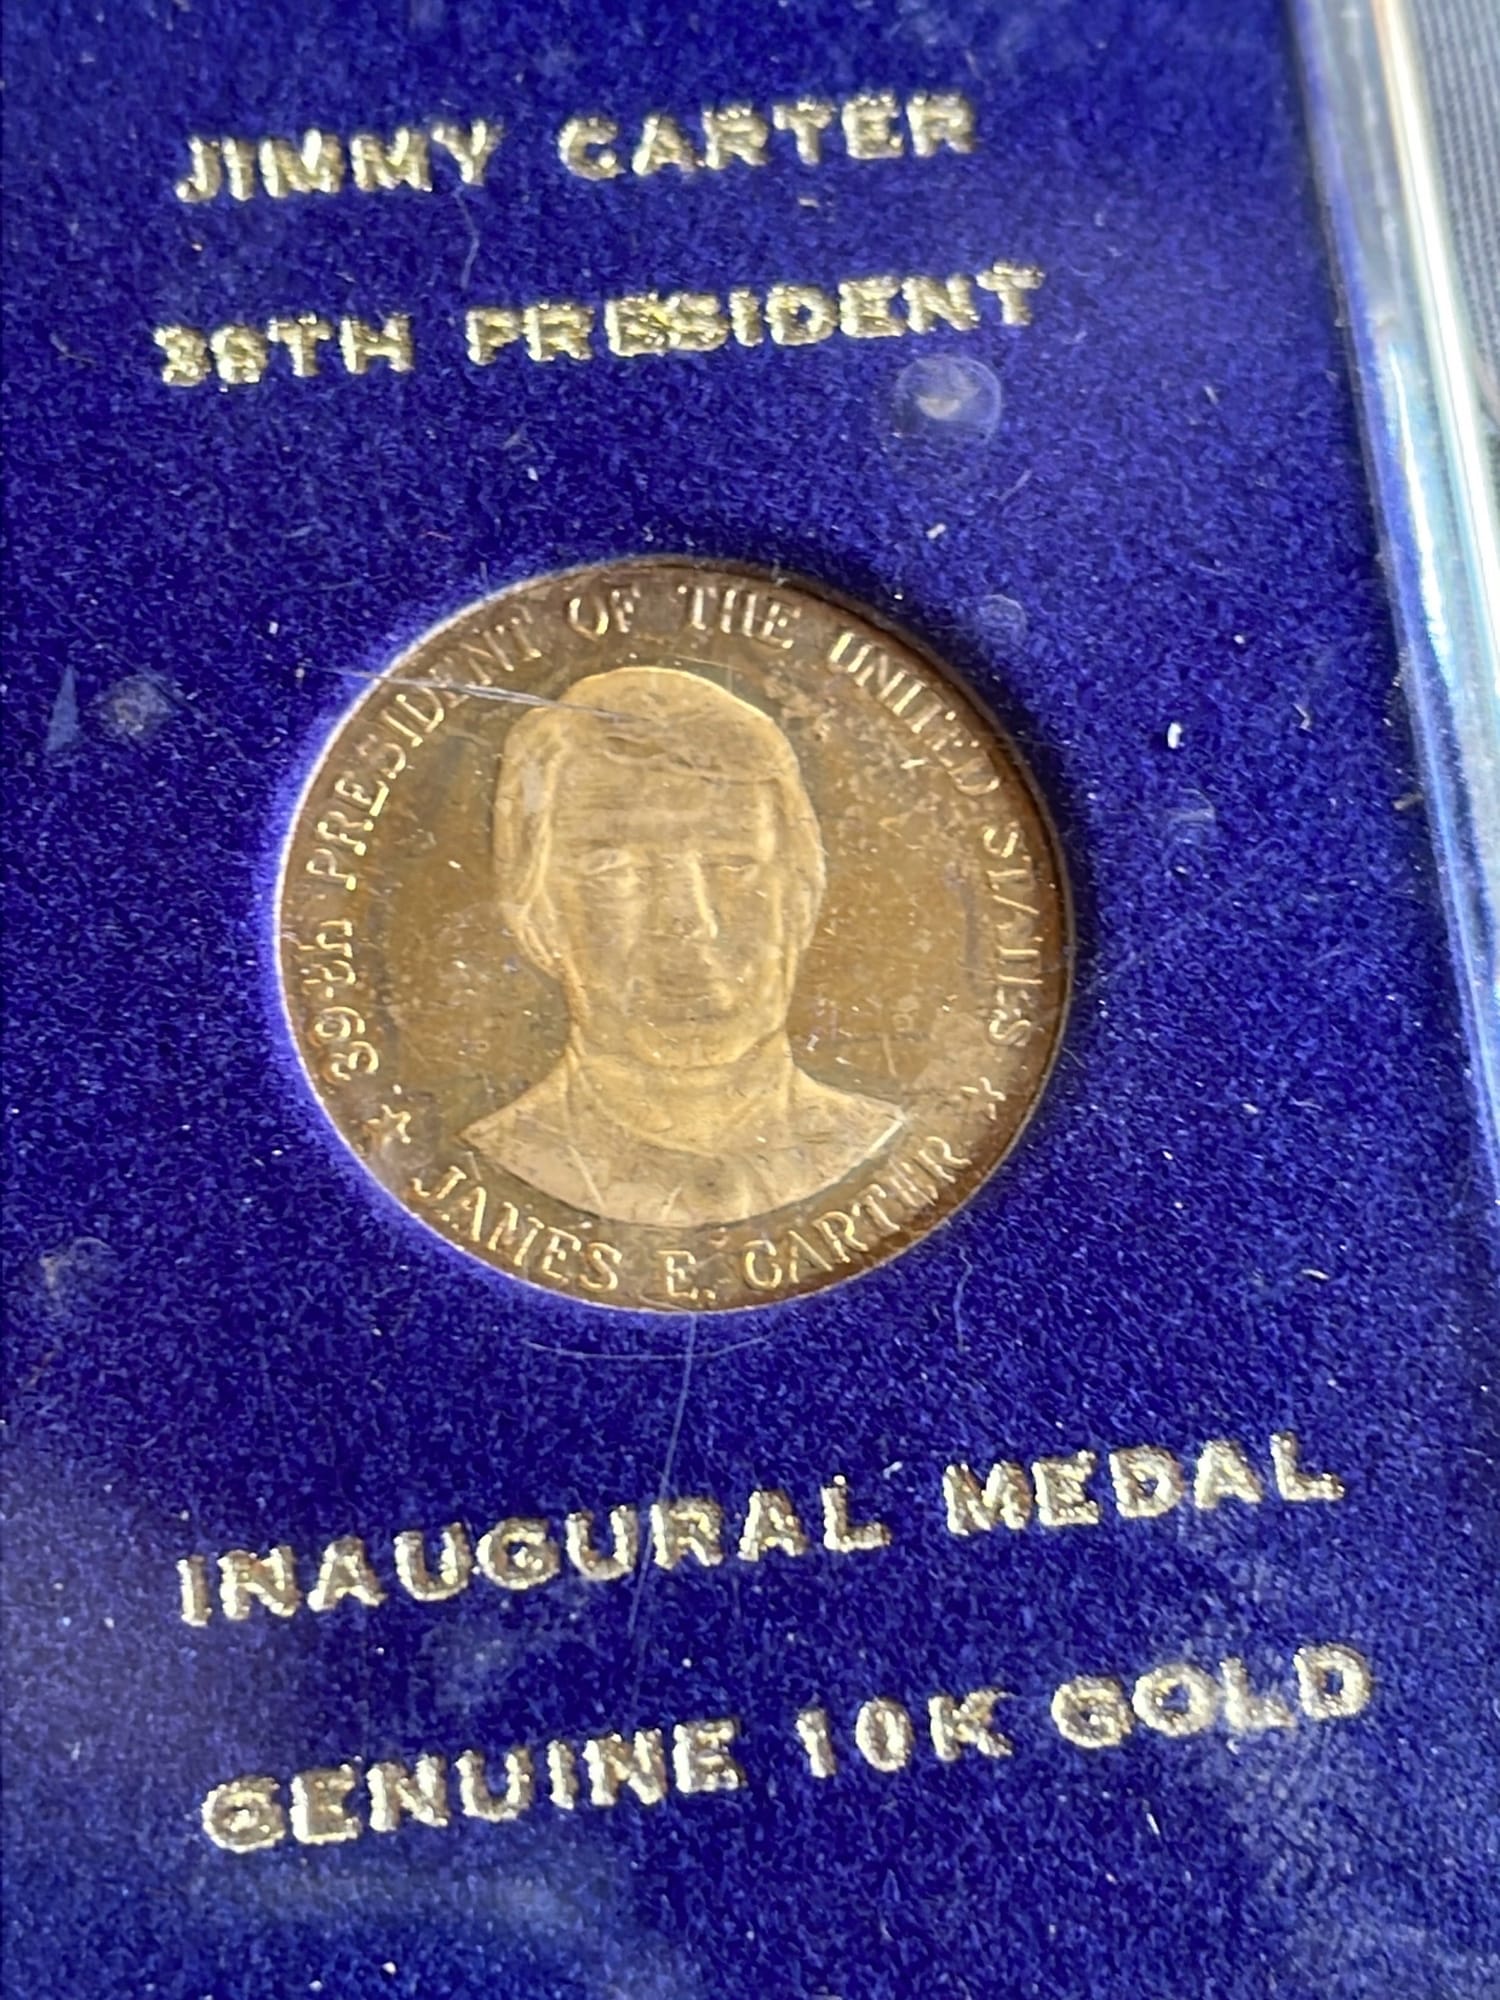 JIMMY CARTER
39TH PRESIDENT
39th PRESIDENT OF THE UNITED STATES
JAMES E. CARTER
INAUGURAL MEDAL
GENUINE 10K GOLD